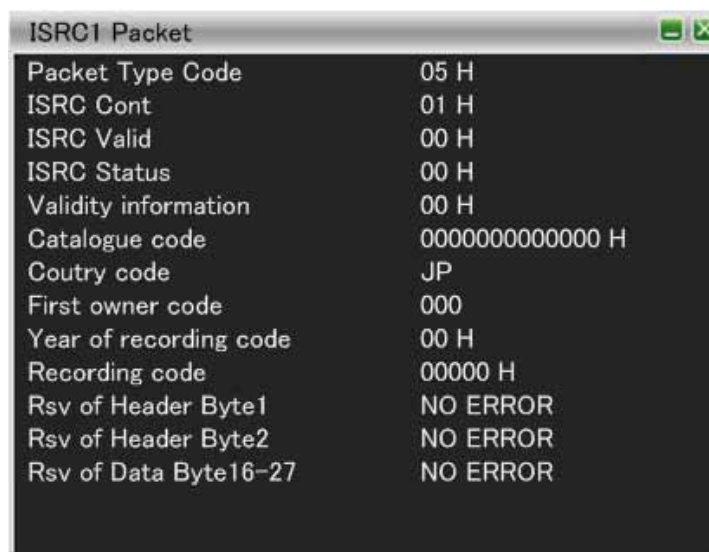 ISRC1 Packet
Packet Type Code 05 H
ISRC Cont 01 H
ISRC Valid 00 H
ISRC Status 00 H
Validity information 00 H
Catalogue code 0000000000000 H
Coutry code JP
First owner code 000
Year of recording code 00 H
Recording code 00000 H
Rsv of Header Byte1 NO ERROR
Rsv of Header Byte2 NO ERROR
Rsv of Data Byte16-27 NO ERROR